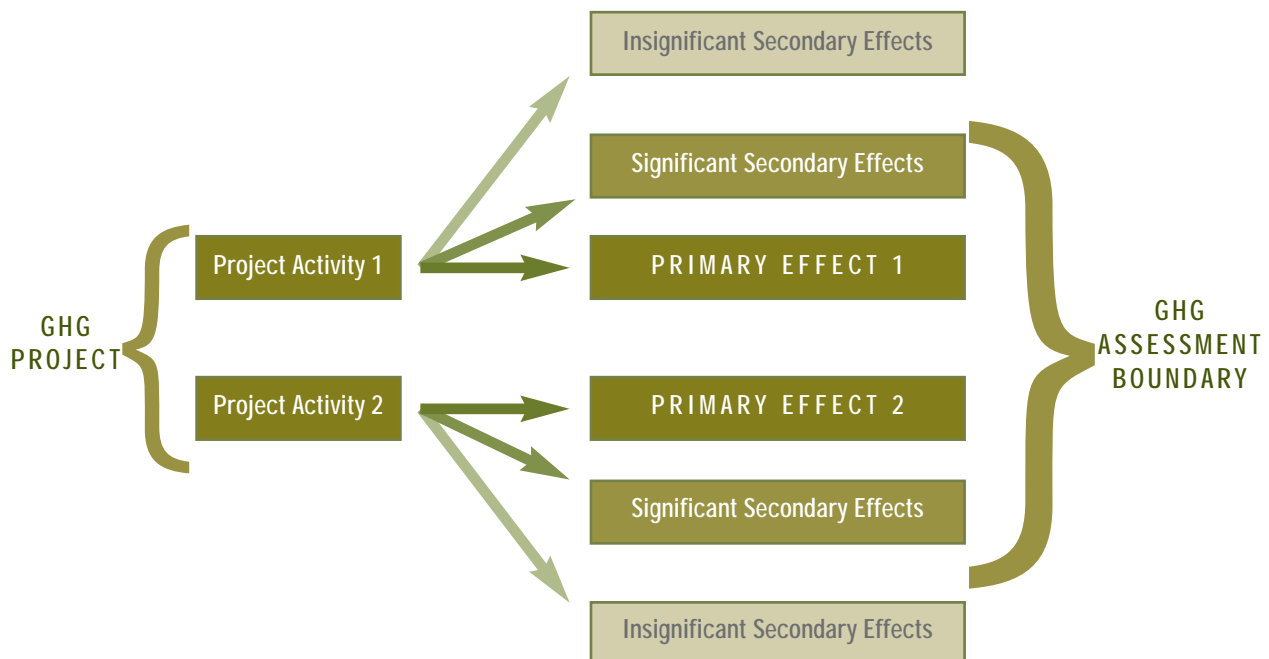 Insignificant Secondary Effects
Significant Secondary Effects
Project Activity 1
PRIMARY EFFECT 1
GHG
PROJECT
GHG
ASSESSMENT
BOUNDARY
Project Activity 2
PRIMARY EFFECT 2
Significant Secondary Effects
Insignificant Secondary Effects